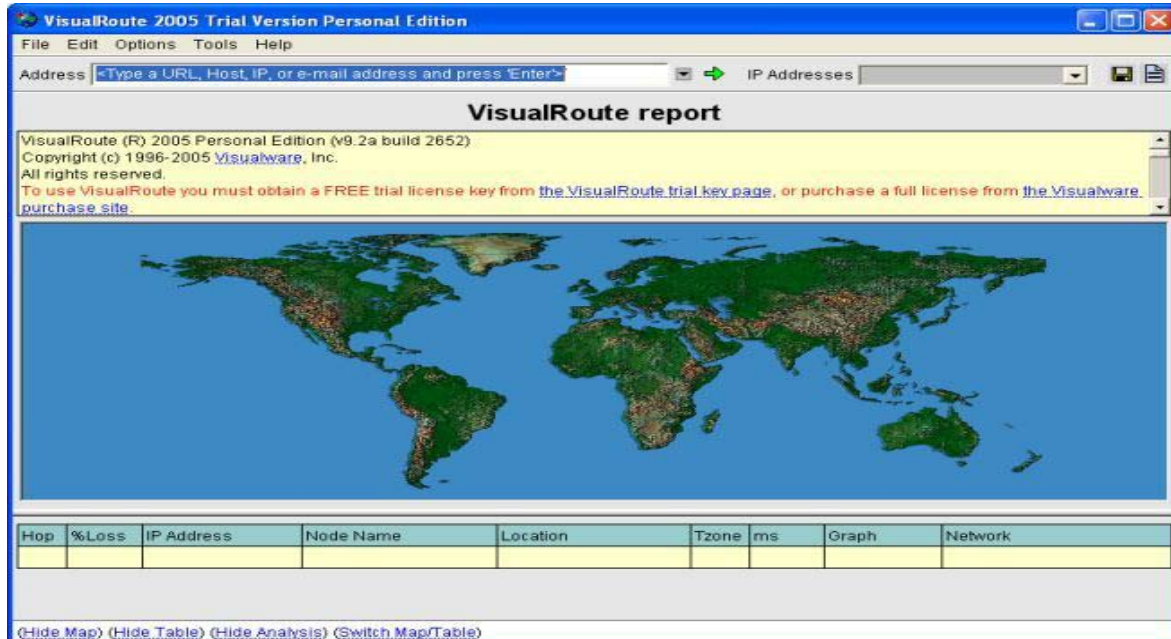 VisualRoute 2005 Trial Version Personal Edition
File Edit Options Tools Help
Address <Type a URL, Host, IP, or e-mail address and press 'Enter'> IP Addresses
VisualRoute report
VisualRoute (R) 2005 Personal Edition (v9.2a build 2652)
Copyright (c) 1996-2005 Visualware, Inc.
All rights reserved.
To use VisualRoute you must obtain a FREE trial license key from the VisualRoute trial key page, or purchase a full license from the Visualware
purchase site.
Hop %Loss IP Address Node Name Location Tzone ms Graph Network
(Hide Map) (Hide Table) (Hide Analysis) (Switch Map/Table)